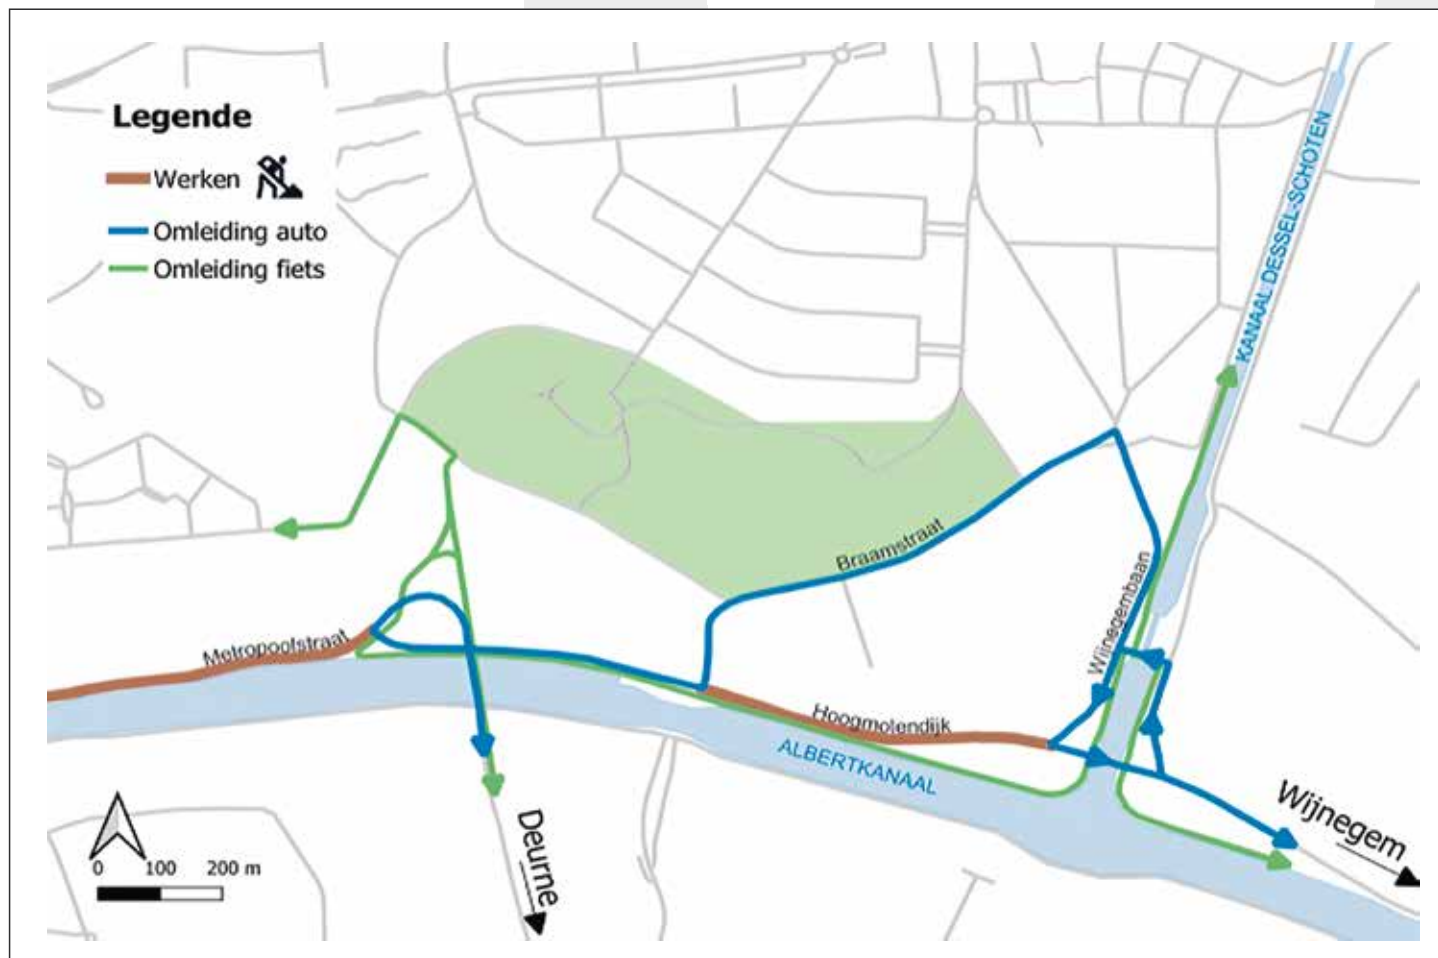 Legende
Werken
Omleiding auto
Omleiding fiets
KANAAL DESSEL-SCHOTEN
Braamstraat
Wijnegembaan
Metropoolstraat
Hoogmolendijk
ALBERTKANAAL
Wijnegem
Deurne
0 100 200 m